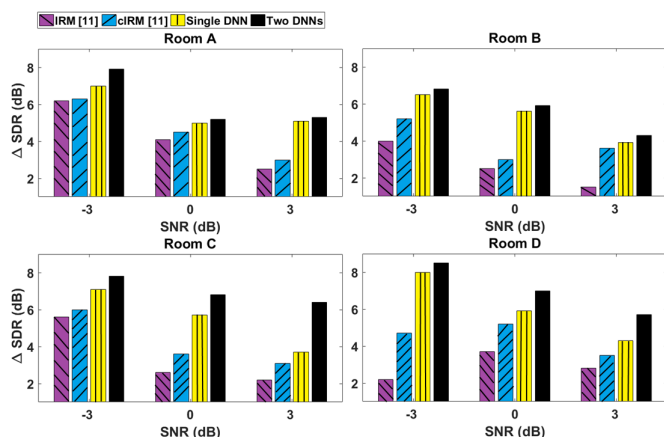 IRM [11] cIRM [11] Single DNN Two DNNs
Room A
Δ SDR (dB)
8
6
4
2
-3 0 3
SNR (dB)
Room B
8
6
4
2
-3 0 3
SNR (dB)
Room C
Δ SDR (dB)
8
6
4
2
-3 0 3
SNR (dB)
Room D
8
6
4
2
-3 0 3
SNR (dB)